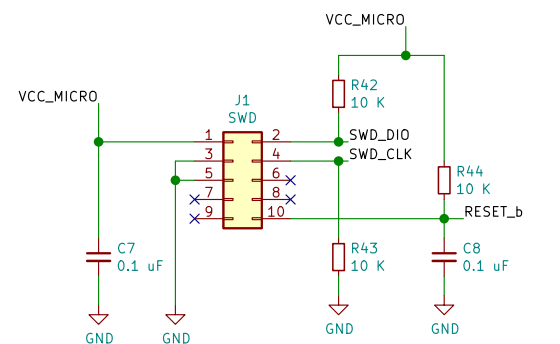 VCC_MICRO
R42
10 K
VCC_MICRO
J1
SWD
1
2
SWD_DIO
3
4
SWD_CLK
5
6
R44
10 K
7
8
9
10
RESET_b
C7
0.1 uF
R43
10 K
C8
0.1 uF
GND
GND
GND
GND